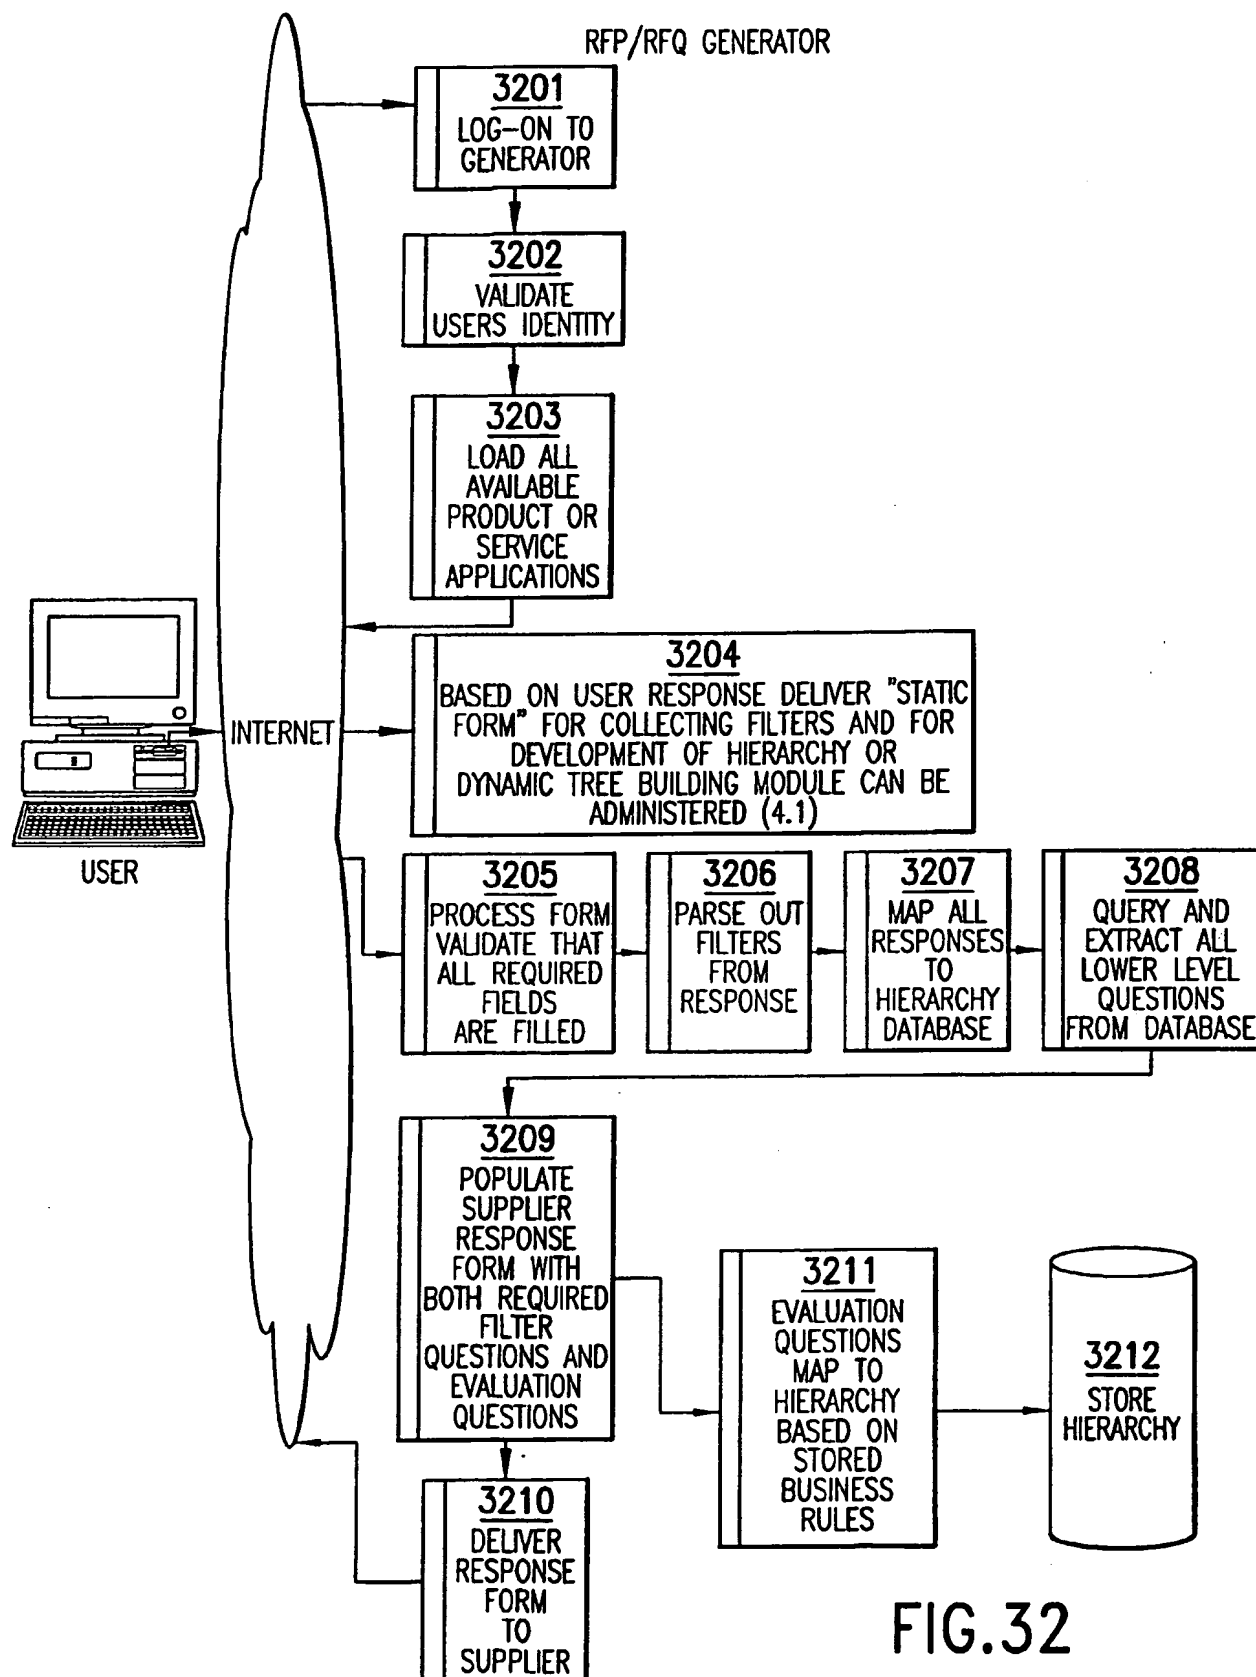 RFP/RFQ GENERATOR
3201
LOG-ON TO
GENERATOR
3202
VALIDATE
USERS IDENTITY
3203
LOAD ALL
AVAILABLE
PRODUCT OR
SERVICE
APPLICATIONS
3204
BASED ON USER RESPONSE DELIVER "STATIC
FORM" FOR COLLECTING FILTERS AND FOR
DEVELOPMENT OF HIERARCHY OR
DYNAMIC TREE BUILDING MODULE CAN BE
ADMINISTERED (4.1)
INTERNET
USER
3205
PROCESS FORM
VALIDATE THAT
ALL REQUIRED
FIELDS
ARE FILLED
3206
PARSE OUT
FILTERS
FROM
RESPONSE
3207
MAP ALL
RESPONSES
TO
HIERARCHY
DATABASE
3208
QUERY AND
EXTRACT ALL
LOWER LEVEL
QUESTIONS
FROM DATABASE
3209
POPULATE
SUPPLIER
RESPONSE
FORM WITH
BOTH REQUIRED
FILTER
QUESTIONS AND
EVALUATION
QUESTIONS
3211
EVALUATION
QUESTIONS
MAP TO
HIERARCHY
BASED ON
STORED
BUSINESS
RULES
3212
STORE
HIERARCHY
3210
DELIVER
RESPONSE
FORM
TO
SUPPLIER
FIG.32